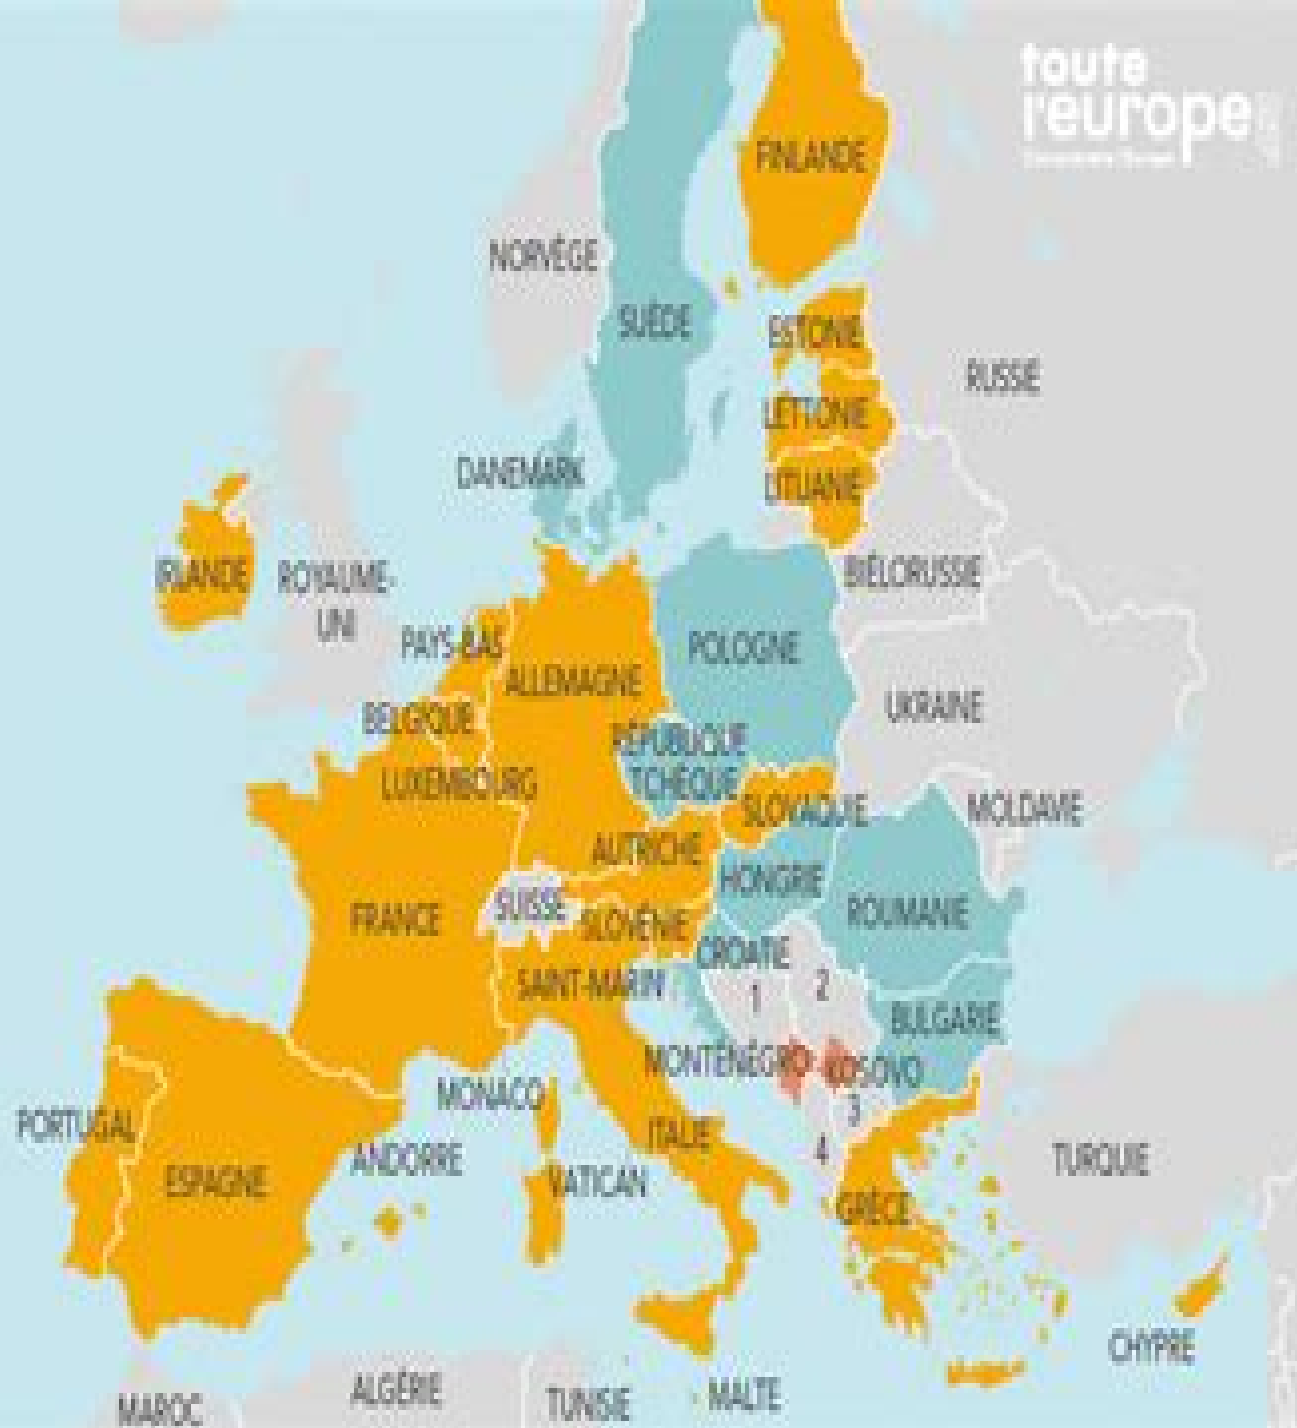 toute
l'europe
FINLANDE
NORVÈGE
SUÈDE
ESTONIE
RUSSIE
LETTONIE
DANEMARK
LITUANIE
IRLANDE
ROYAUME-
UNI
BIÉLORUSSIE
PAYS-BAS
POLOGNE
ALLEMAGNE
UKRAINE
BELGIQUE
RÉPUBLIQUE
TCHÈQUE
LUXEMBOURG
SLOVAQUIE
MOLDAVIE
AUTRICHE
HONGRIE
SUISSE
FRANCE
SLOVÉNIE
ROUMANIE
CROATIE
SAINT-MARIN
1
2
BULGARIE
MONTÉNÉGRO
KOSOVO
MONACO
3
PORTUGAL
ITALIE
4
ANDORRE
TURQUIE
ESPAGNE
VATICAN
GRÈCE
CHYPRE
ALGÉRIE
MALTE
TUNISIE
MAROC